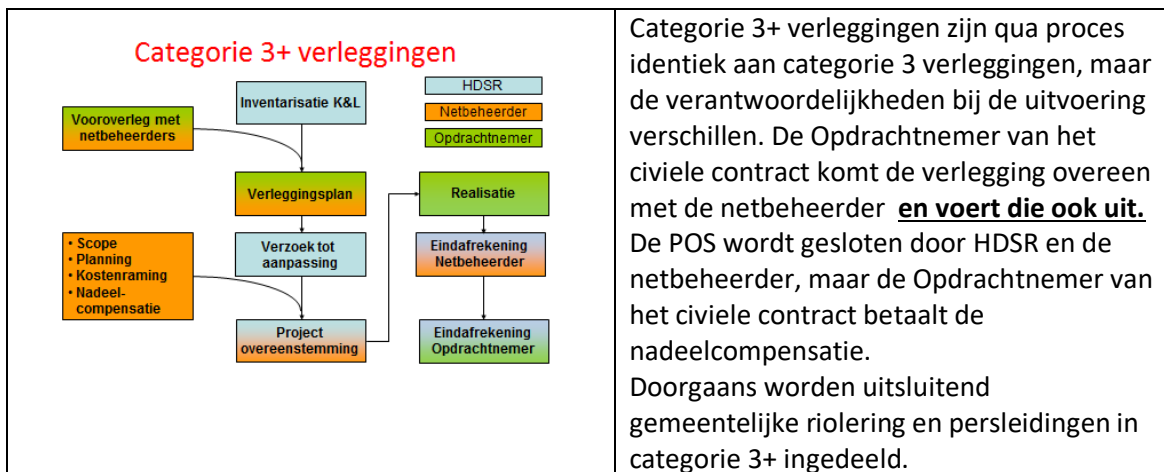 Categorie 3+ verleggingen
HDSR
Netbeheerder
Opdrachtnemer
Inventarisatie K&L
Vooroverleg met
netbeheerders
Verleggingsplan
Realisatie
• Scope
• Planning
• Kostenraming
• Nadeel-
compensatie
Verzoek tot
aanpassing
Eindafrekening
Netbeheerder
Project
overeenstemming
Eindafrekening
Opdrachtnemer
Categorie 3+ verleggingen zijn qua proces
identiek aan categorie 3 verleggingen, maar
de verantwoordelijkheden bij de uitvoering
verschillen. De Opdrachtnemer van het
civiele contract komt de verlegging overeen
met de netbeheerder en voert die ook uit.
De POS wordt gesloten door HDSR en de
netbeheerder, maar de Opdrachtnemer van
het civiele contract betaalt de
nadeelcompensatie.
Doorgaans worden uitsluitend
gemeentelijke riolering en persleidingen in
categorie 3+ ingedeeld.